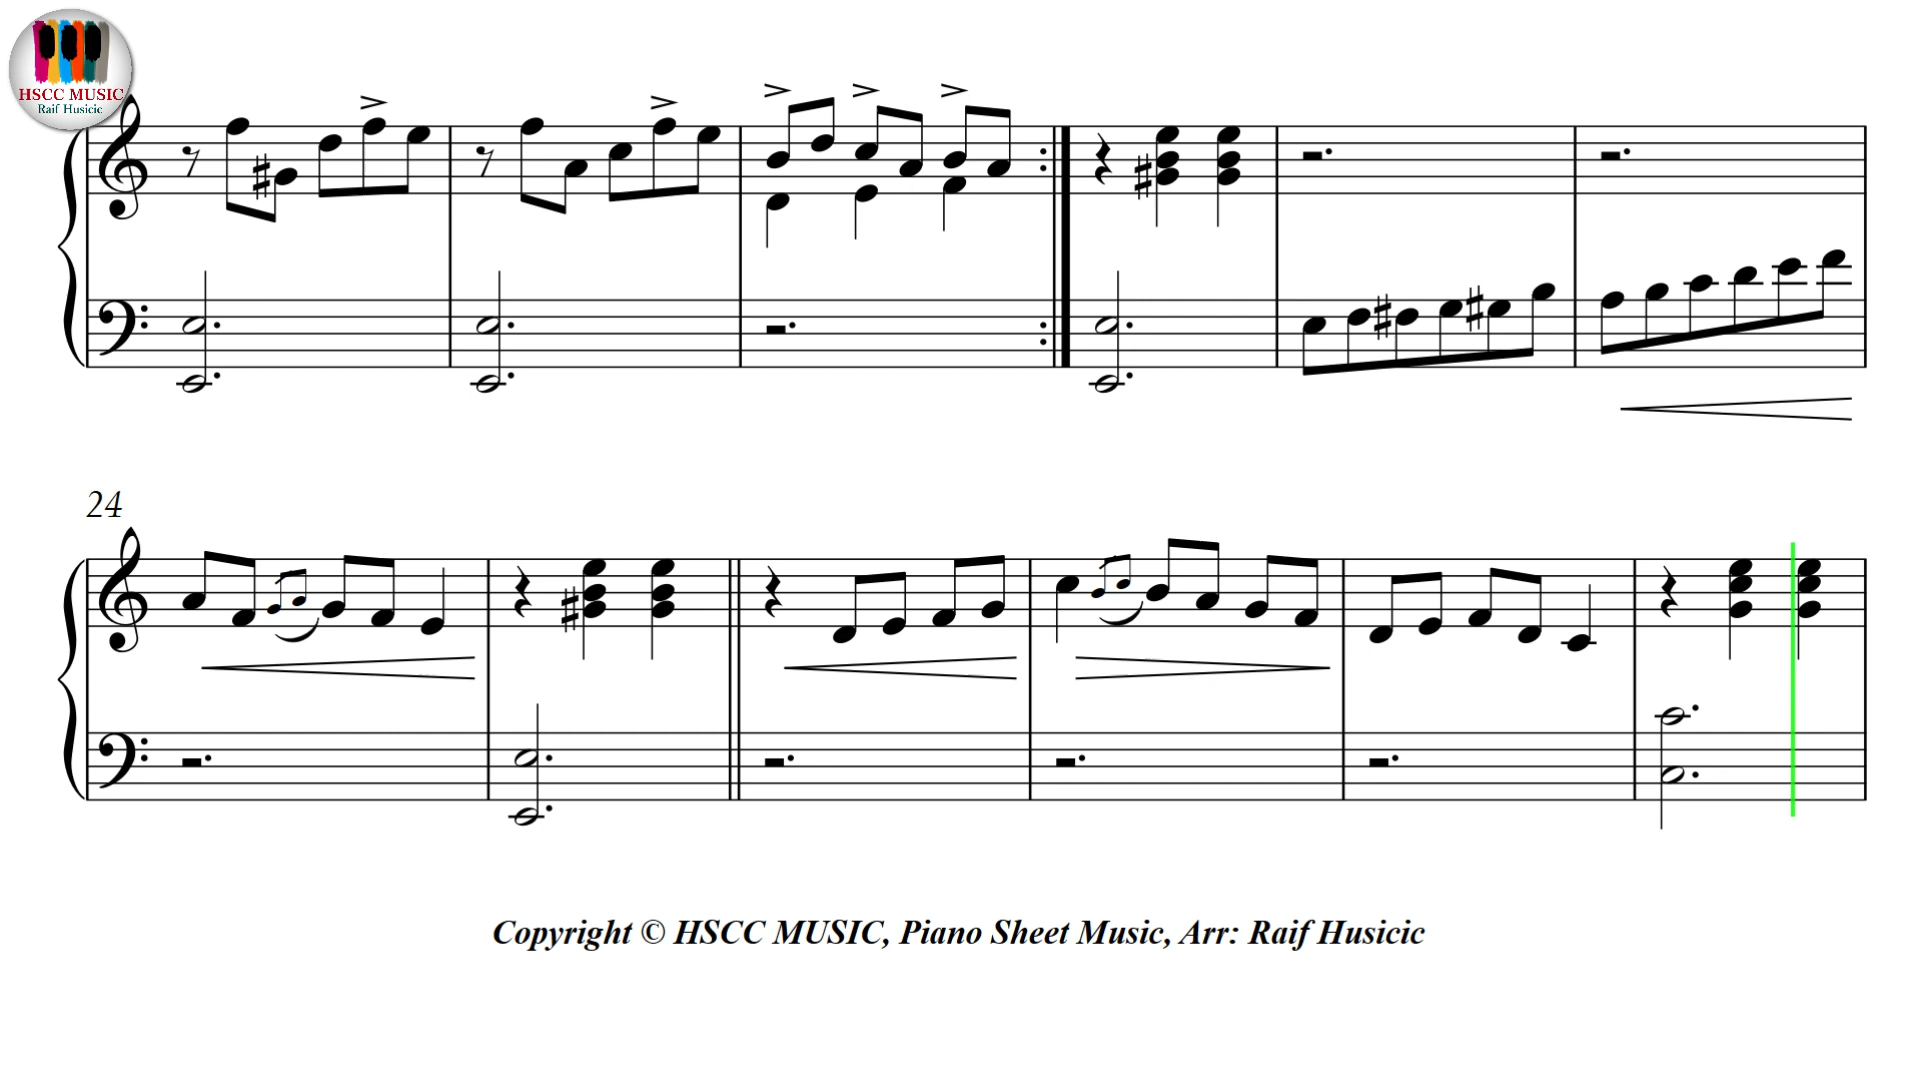 HSCC MUSIC
Raif Husicic
24
Copyright © HSCC MUSIC, Piano Sheet Music, Arr: Raif Husicic